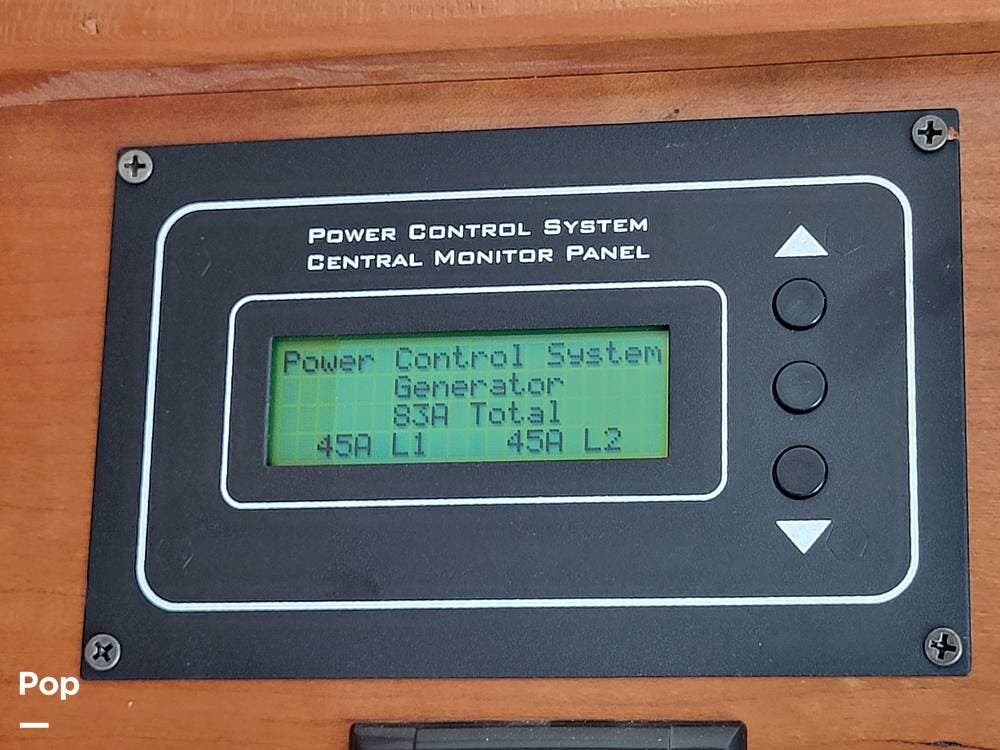 POWER CONTROL SYSTEM
CENTRAL MONITOR PANEL
Power Control System
Generator
83A Total
45A L1 45A L2
Pop